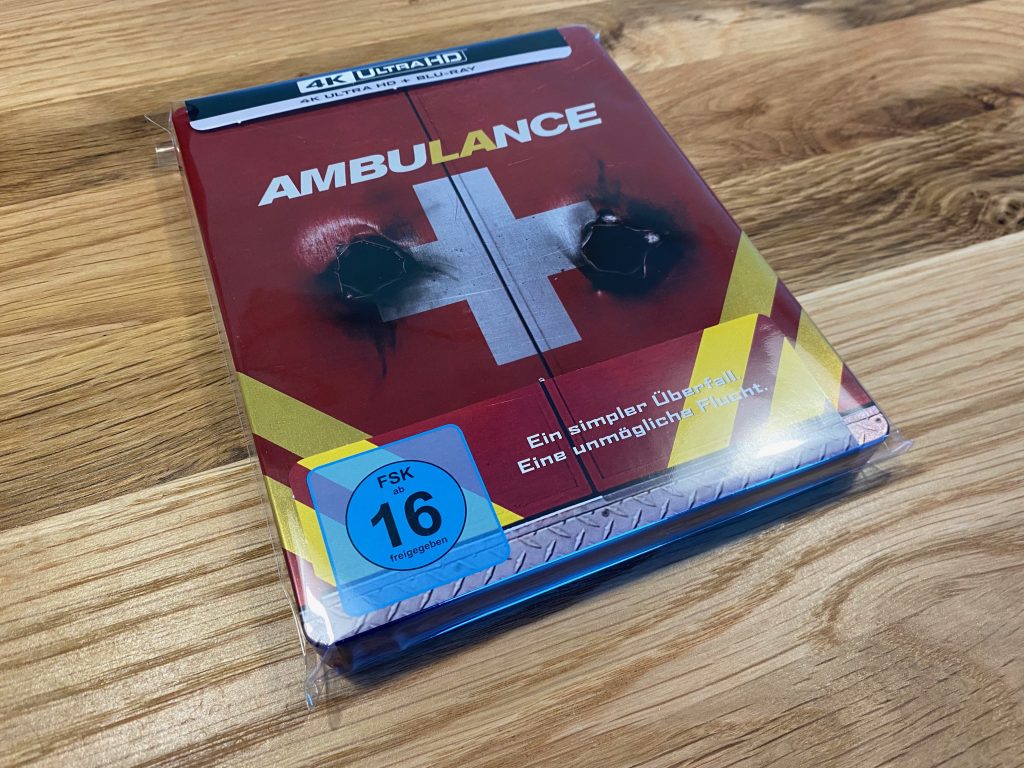 4K ULTRA HD
4K ULTRA HD + BLU-RAY
AMBULANCE
Ein simpler Überfall.
Eine unmögliche Flucht.
FSK
ab
16
freigegeben